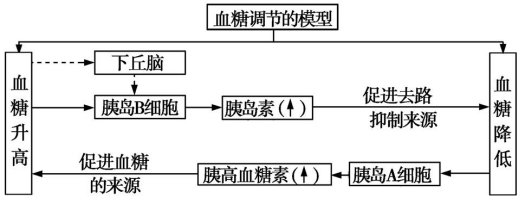 血糖调节的模型
血糖升高
下丘脑
胰岛B细胞
胰岛素(↑)
促进去路
抑制来源
血糖降低
促进血糖
的来源
胰高血糖素(↑)
胰岛A细胞